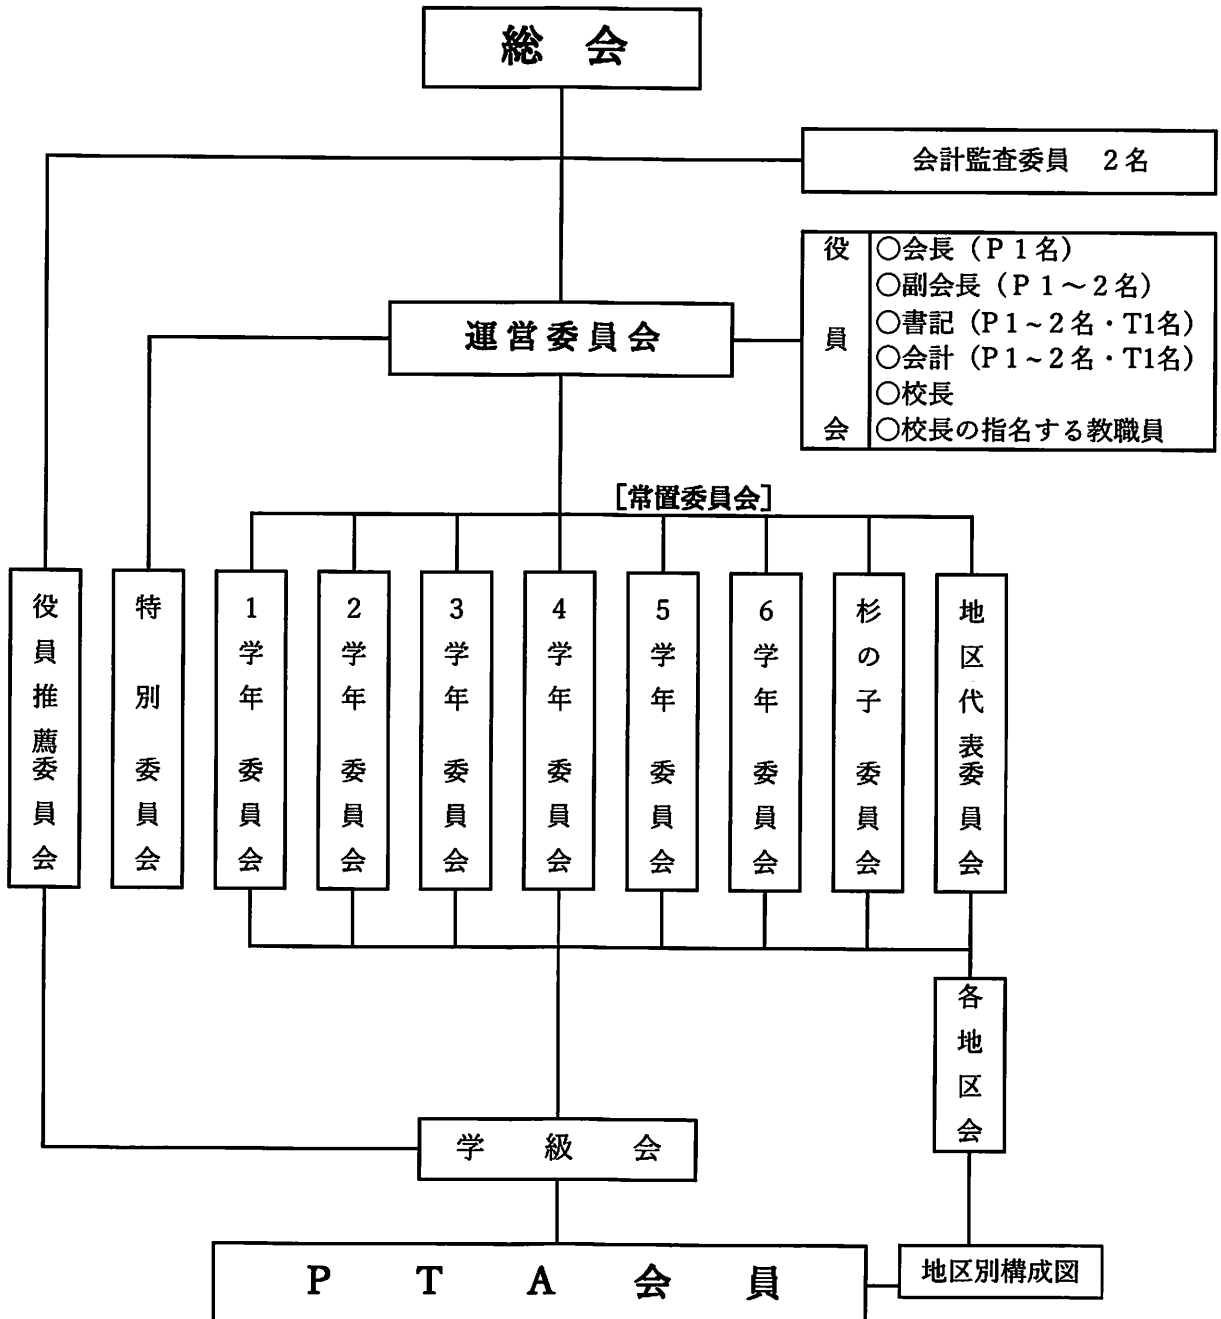 総 会
会計監査委員 2名
役員会
○会長（P 1名）
○副会長（P 1～2名）
○書記（P 1~2名・T1名）
○会計（P 1~2名・T1名）
○校長
○校長の指名する教職員
運営委員会
［常置委員会］
役員推薦委員会
特別委員会
1学年 委員会
2学年 委員会
3学年 委員会
4学年 委員会
5学年 委員会
6学年 委員会
杉の子 委員会
地区代表委員会
各地区会
学 級 会
P T A 会 員
地区別構成図